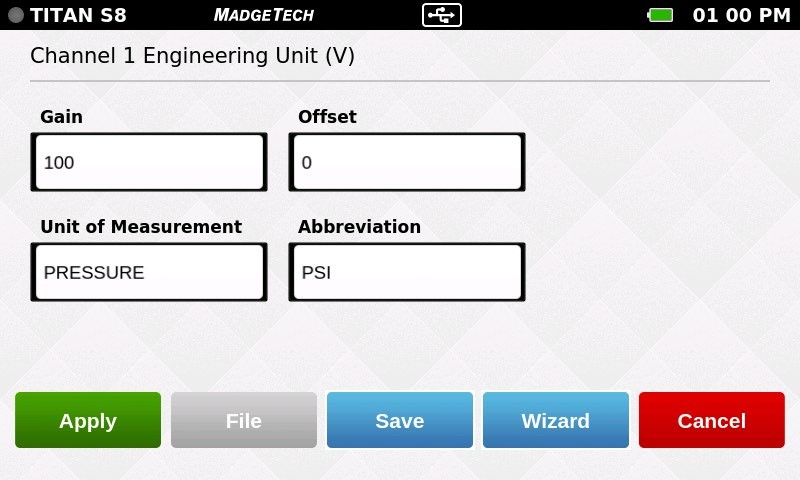 TITAN S8 MADGETECH 01 00 PM
Channel 1 Engineering Unit (V)
Gain Offset
100 0
Unit of Measurement Abbreviation
PRESSURE PSI
Apply File Save Wizard Cancel